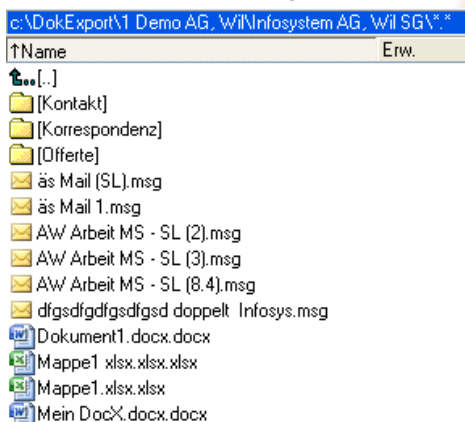 c:\DokExport\1 Demo AG, Wil\Infosystem AG, Wil SG\*.*
↑Name Erw.
[..]
[Kontakt]
[Korrespondenz]
[Offerte]
äs Mail (SL).msg
äs Mail 1.msg
AW Arbeit MS - SL (2).msg
AW Arbeit MS - SL (3).msg
AW Arbeit MS - SL (8.4).msg
dfgsdfgdfgsdfgsd doppelt  Infosys.msg
Dokument1.docx.docx
Mappe1 xlsx.xlsx.xlsx
Mappe1.xlsx.xlsx
Mein DocX.docx.docx